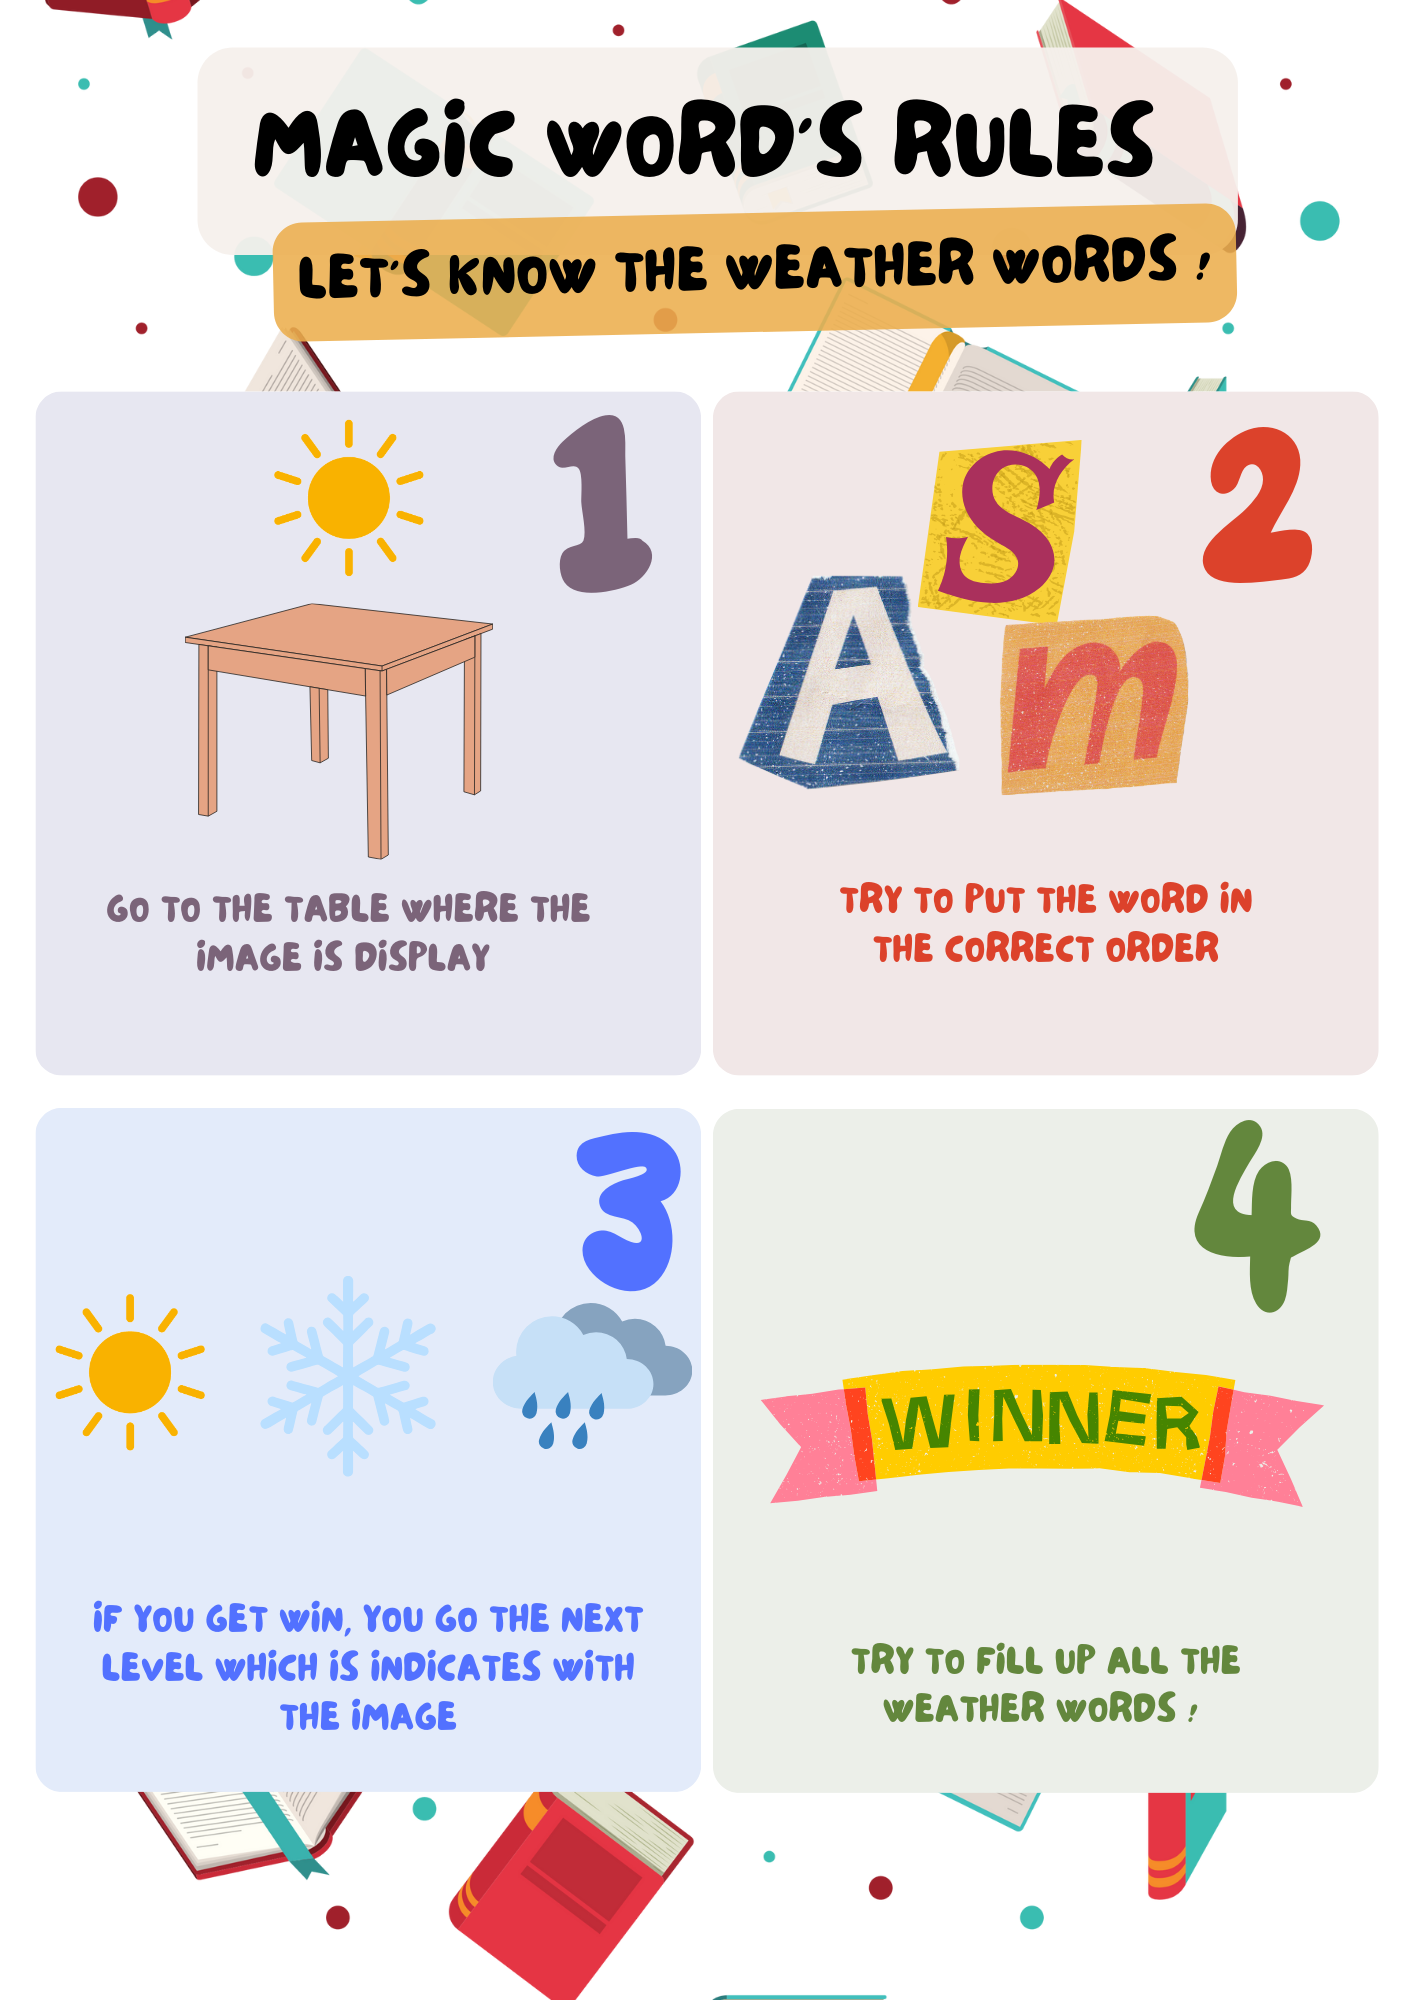 MAGIC WORD'S RULES
LET'S KNOW THE WEATHER WORDS !
1
S 2
A m
GO TO THE TABLE WHERE THE
IMAGE IS DISPLAY
TRY TO PUT THE WORD IN
THE CORRECT ORDER
3
4
WINNER
IF YOU GET WIN, YOU GO THE NEXT
LEVEL WHICH IS INDICATES WITH
THE IMAGE
TRY TO FILL UP ALL THE
WEATHER WORDS !